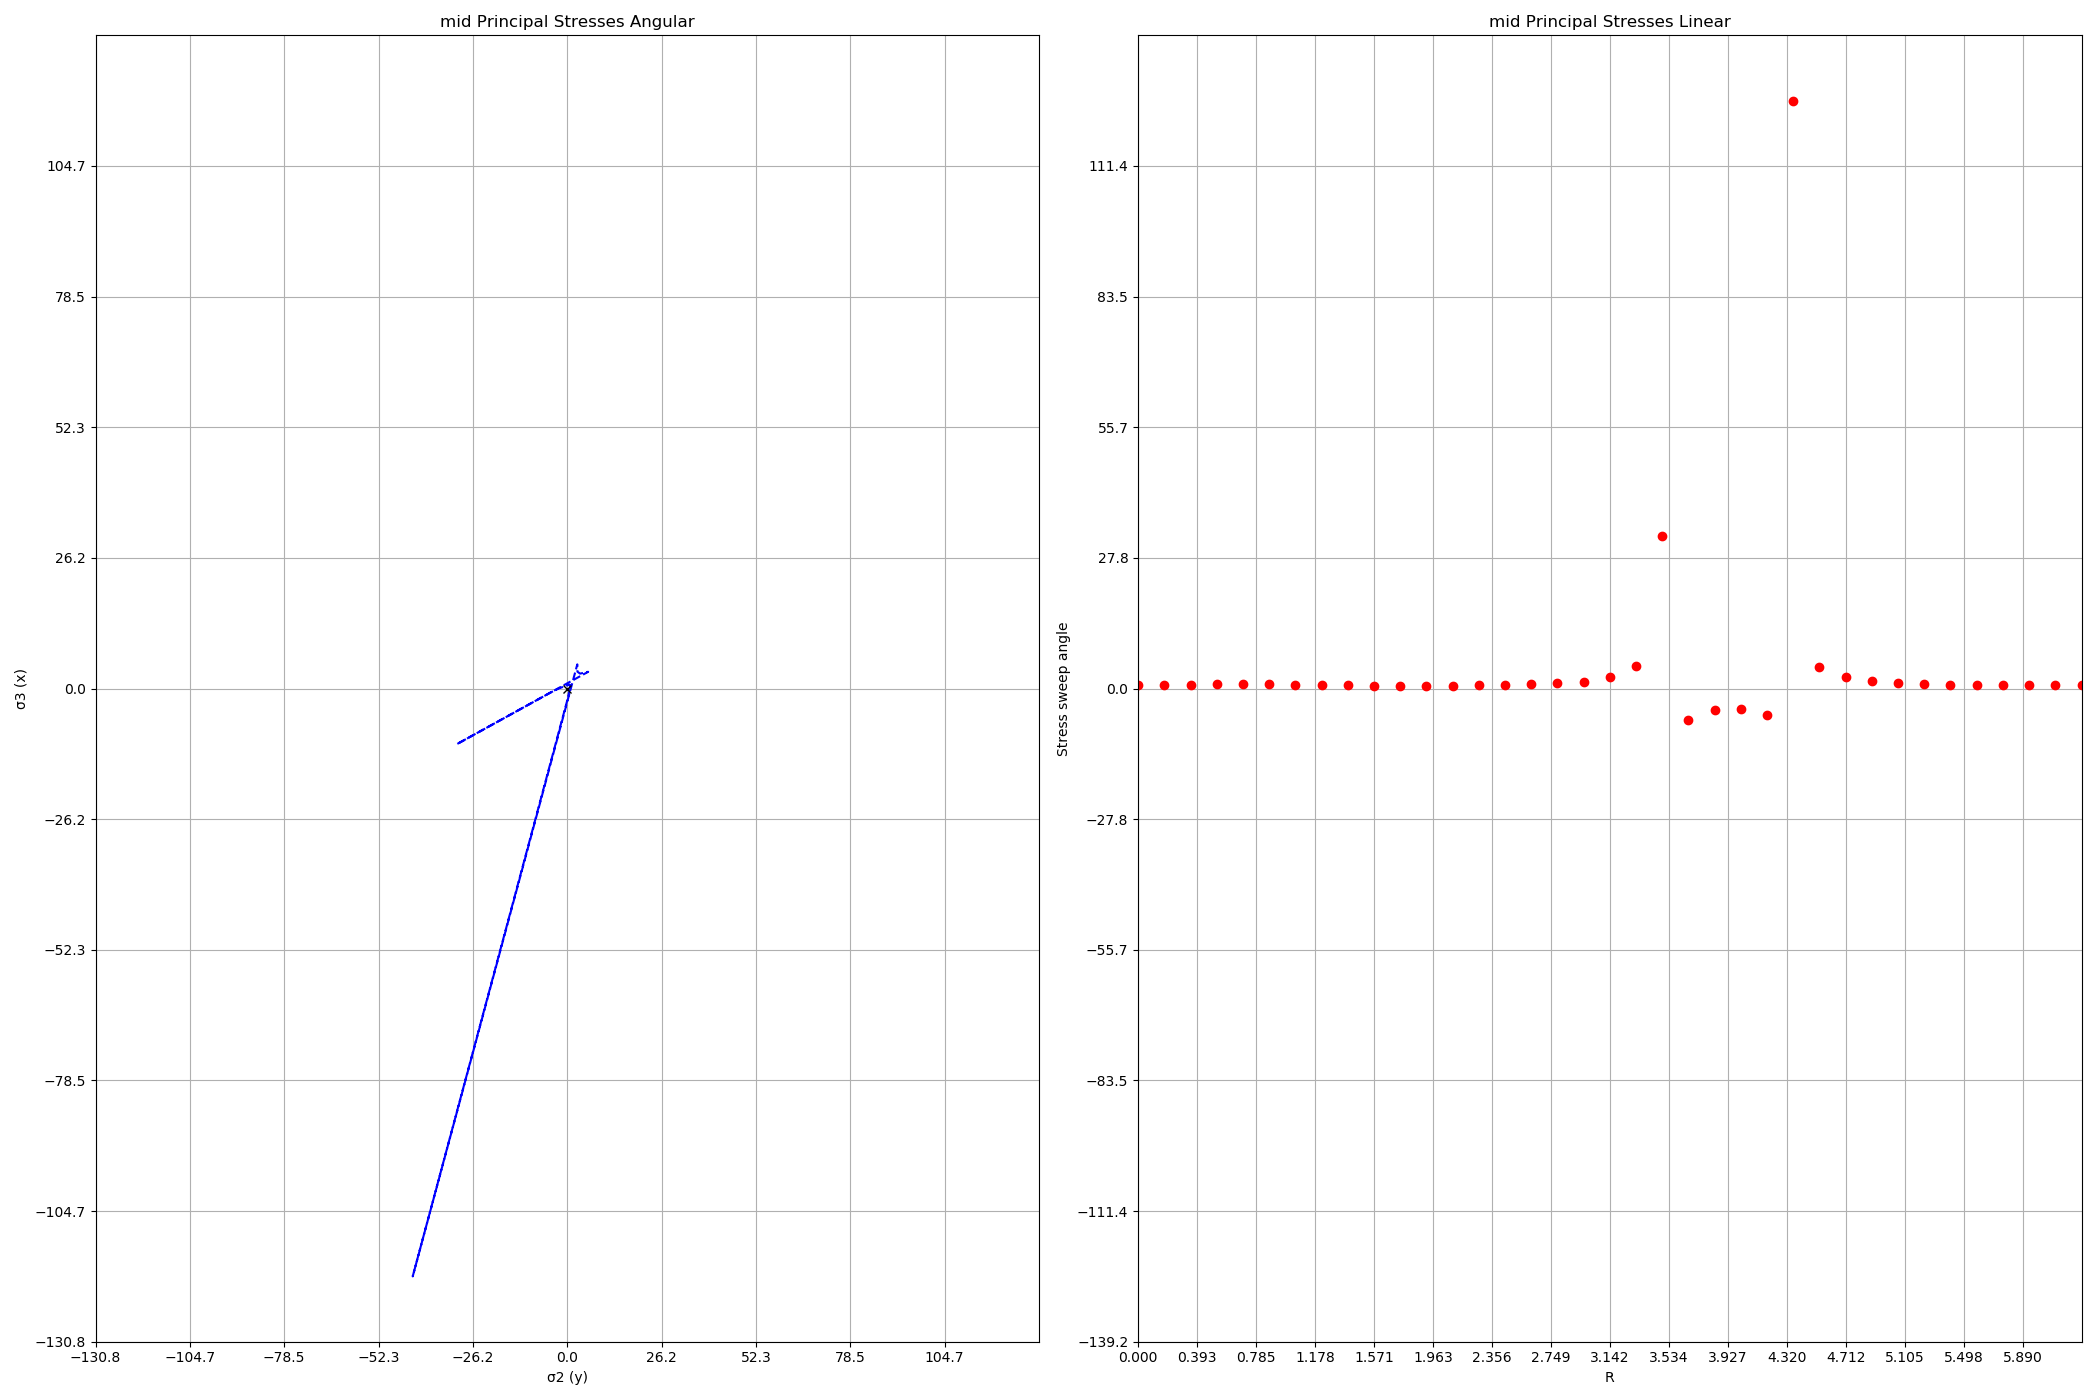 mid Principal Stresses Angular
104.7
78.5
52.3
26.2
0.0
−26.2
−52.3
−78.5
−104.7
−130.8
σ3 (x)
−130.8 −104.7 −78.5 −52.3 −26.2 0.0 26.2 52.3 78.5 104.7
σ2 (y)
mid Principal Stresses Linear
111.4
83.5
55.7
27.8
0.0
−27.8
−55.7
−83.5
−111.4
−139.2
Stress sweep angle
0.000 0.393 0.785 1.178 1.571 1.963 2.356 2.749 3.142 3.534 3.927 4.320 4.712 5.105 5.498 5.890
R